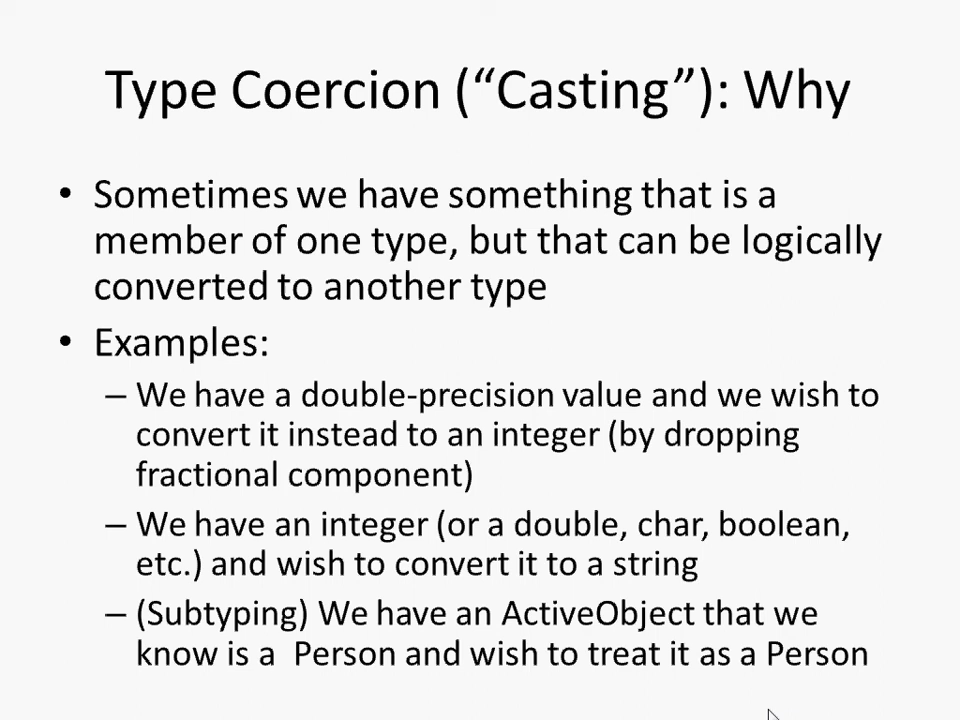 Type Coercion (“Casting”): Why
• Sometimes we have something that is a
member of one type, but that can be logically
converted to another type
• Examples:
– We have a double-precision value and we wish to
convert it instead to an integer (by dropping
fractional component)
– We have an integer (or a double, char, boolean,
etc.) and wish to convert it to a string
– (Subtyping) We have an ActiveObject that we
know is a  Person and wish to treat it as a Person